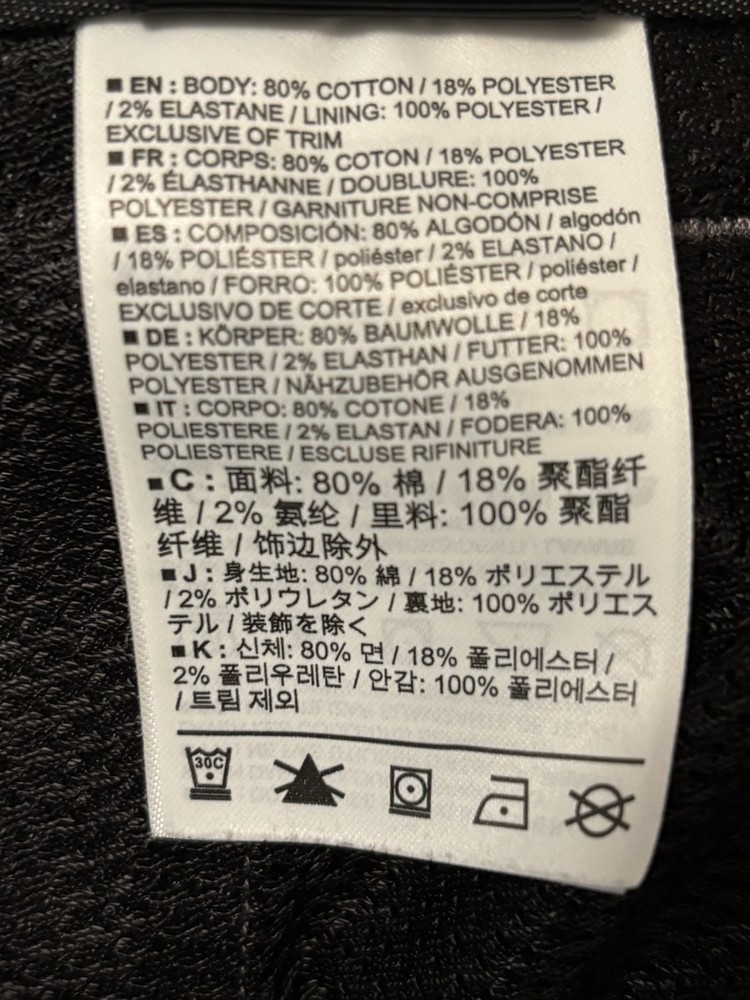 ■ EN : BODY: 80% COTTON / 18% POLYESTER
/ 2% ELASTANE / LINING: 100% POLYESTER /
EXCLUSIVE OF TRIM
■ FR : CORPS: 80% COTON / 18% POLYESTER
/ 2% ÉLASTHANNE / DOUBLURE: 100%
POLYESTER / GARNITURE NON-COMPRISE
■ ES : COMPOSICIÓN: 80% ALGODÓN / algodón
/ 18% POLIÉSTER / poliéster / 2% ELASTANO /
elastano / FORRO: 100% POLIÉSTER / poliéster /
EXCLUSIVO DE CORTE / exclusivo de corte
■ DE : KÖRPER: 80% BAUMWOLLE / 18%
POLYESTER / 2% ELASTHAN / FUTTER: 100%
POLYESTER / NÄHZUBEHÖR AUSGENOMMEN
■ IT : CORPO: 80% COTONE / 18%
POLIESTERE / 2% ELASTAN / FODERA: 100%
POLIESTERE / ESCLUSE RIFINITURE
■ C : 面料: 80% 棉 / 18% 聚酯纤
维 / 2% 氨纶 / 里料: 100% 聚酯
纤维 / 饰边除外
■ J : 身生地: 80% 綿 / 18% ポリエステル
/ 2% ポリウレタン / 裏地: 100% ポリエス
テル / 装飾を除く
■ K : 신체: 80% 면 / 18% 폴리에스터 /
2% 폴리우레탄 / 안감: 100% 폴리에스터
/ 트림 제외
30C